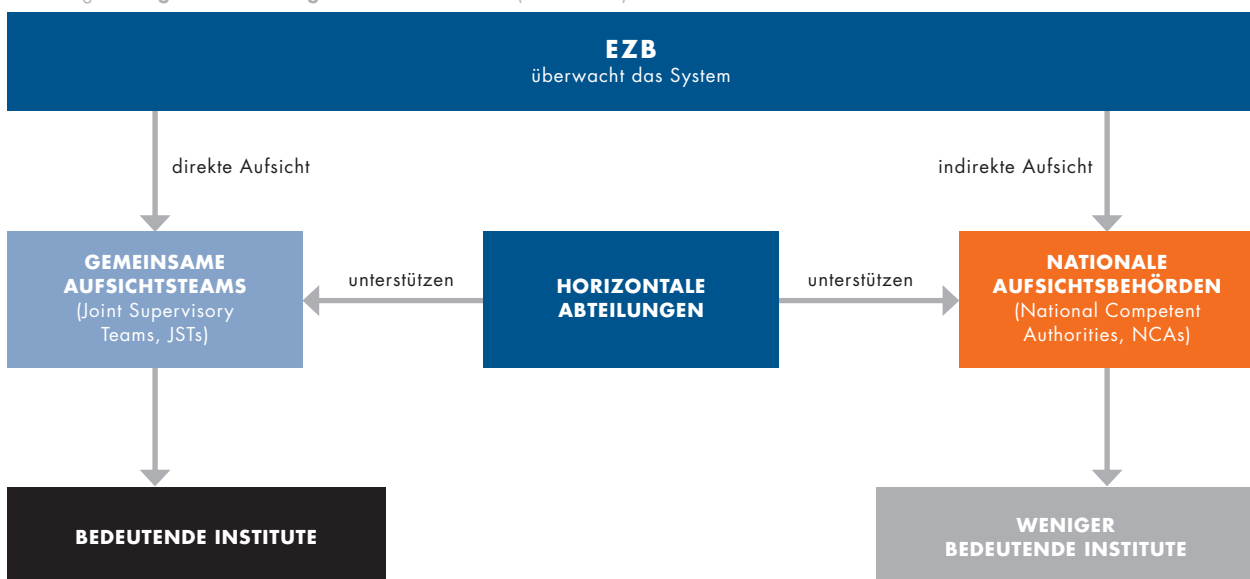 EZB
überwacht das System
direkte Aufsicht
indirekte Aufsicht
GEMEINSAME
AUFSICHTSTEAMS
(Joint Supervisory
Teams, JSTs)
unterstützen
HORIZONTALE
ABTEILUNGEN
unterstützen
NATIONALE
AUFSICHTSBEHÖRDEN
(National Competent
Authorities, NCAs)
BEDEUTENDE INSTITUTE
WENIGER
BEDEUTENDE INSTITUTE